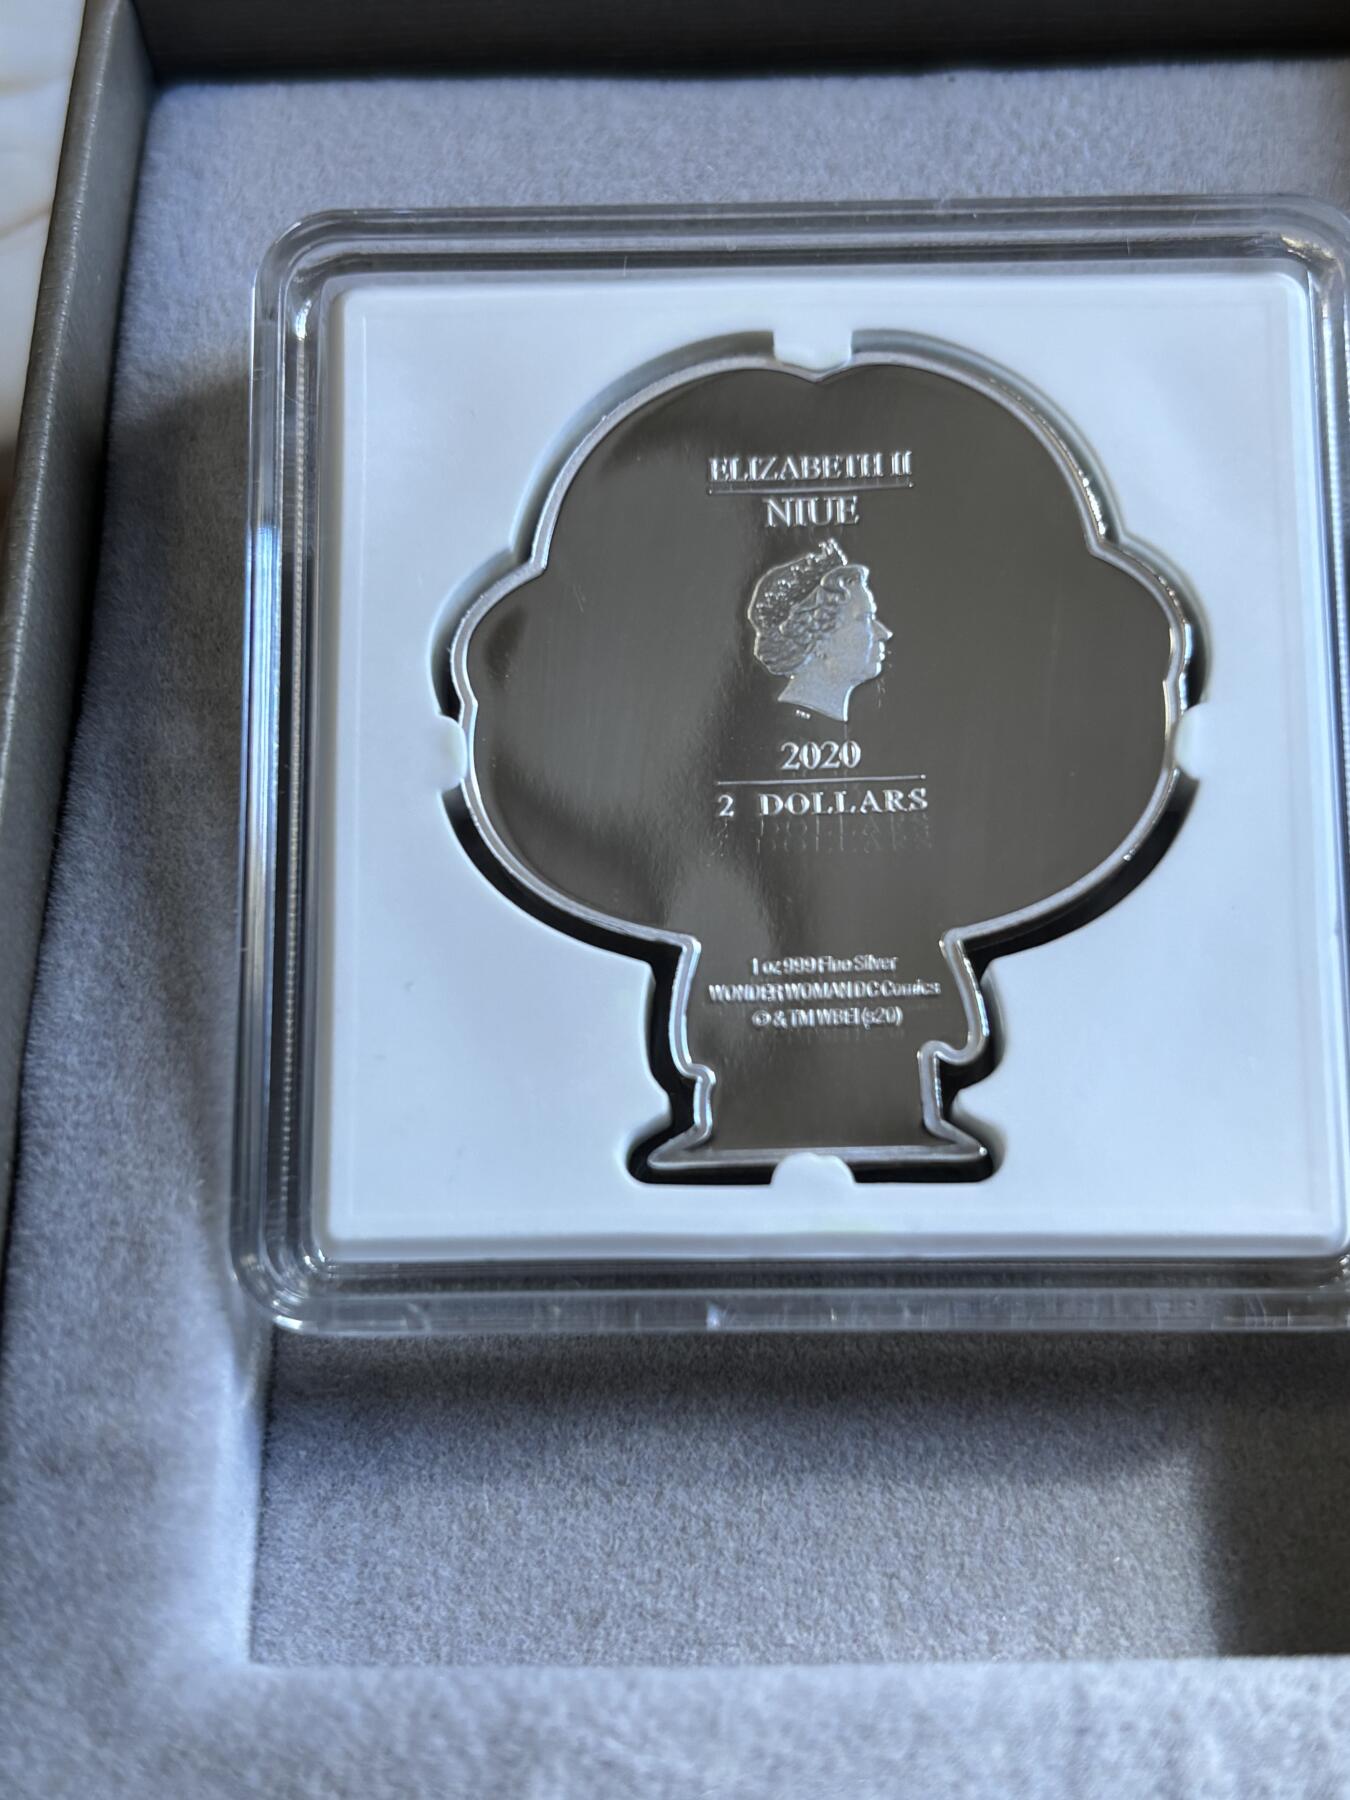 ELIZABETH II
NIUE
2020
2 DOLLARS
1 oz 999 Fine Silver
WONDER WOMAN DC Comics
© & TM WBEI (s20)